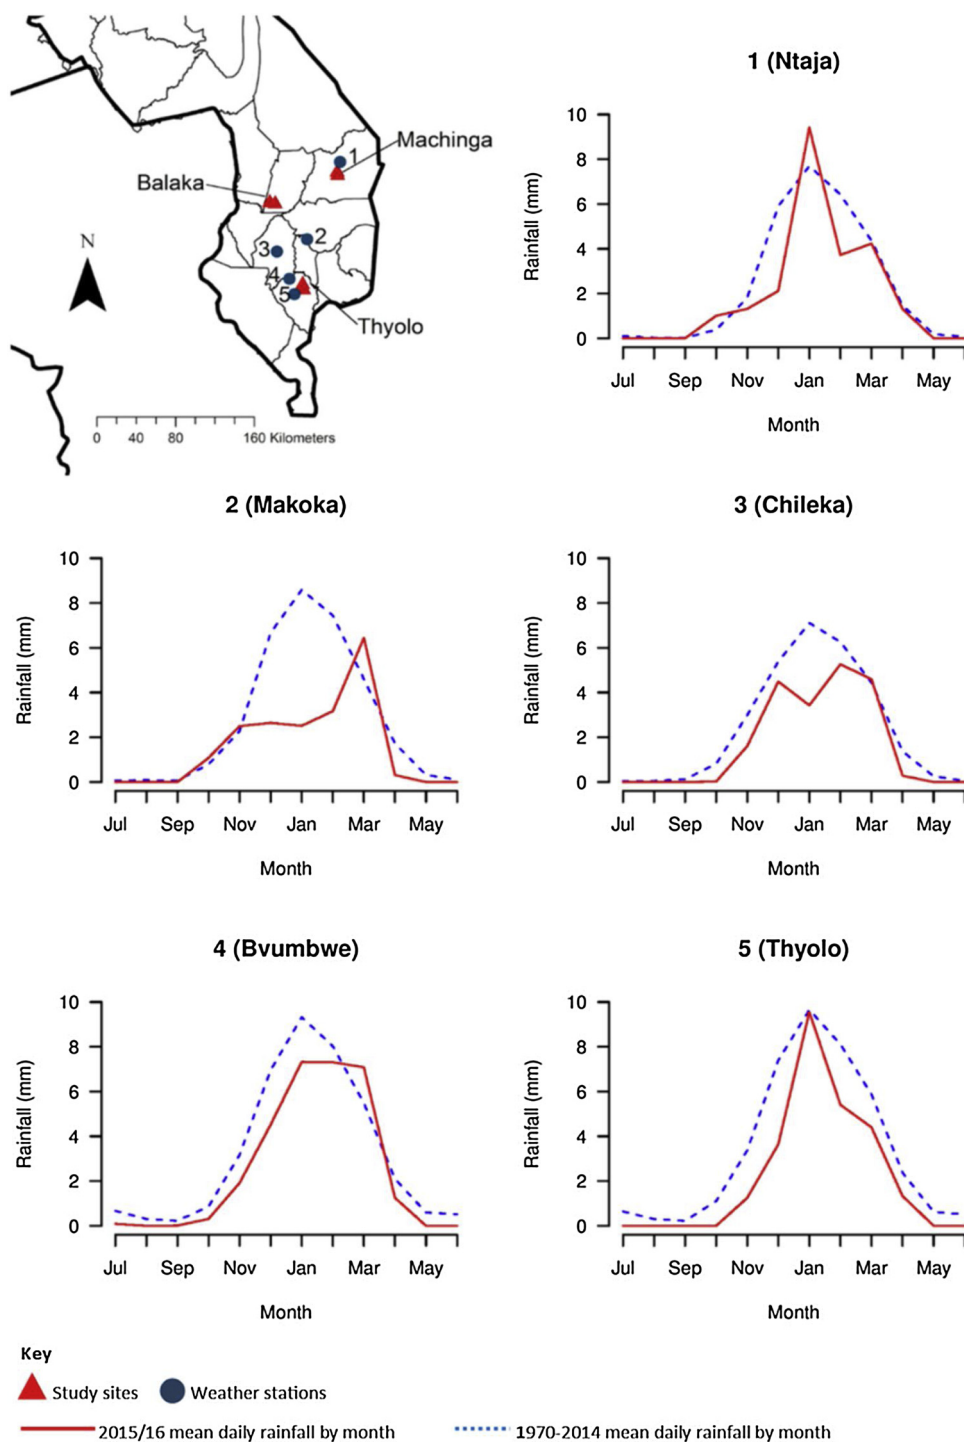 1 (Ntaja)
Machinga
Balaka
Thyolo
N
1
2
3
4
5
0 40 80 160 Kilometers
Rainfall (mm)
10
8
6
4
2
0
Jul Sep Nov Jan Mar May
Month
2 (Makoka)
Rainfall (mm)
10
8
6
4
2
0
Jul Sep Nov Jan Mar May
Month
3 (Chileka)
Rainfall (mm)
10
8
6
4
2
0
Jul Sep Nov Jan Mar May
Month
4 (Bvumbwe)
Rainfall (mm)
10
8
6
4
2
0
Jul Sep Nov Jan Mar May
Month
5 (Thyolo)
Rainfall (mm)
10
8
6
4
2
0
Jul Sep Nov Jan Mar May
Month
Key
Study sites Weather stations
2015/16 mean daily rainfall by month 1970-2014 mean daily rainfall by month